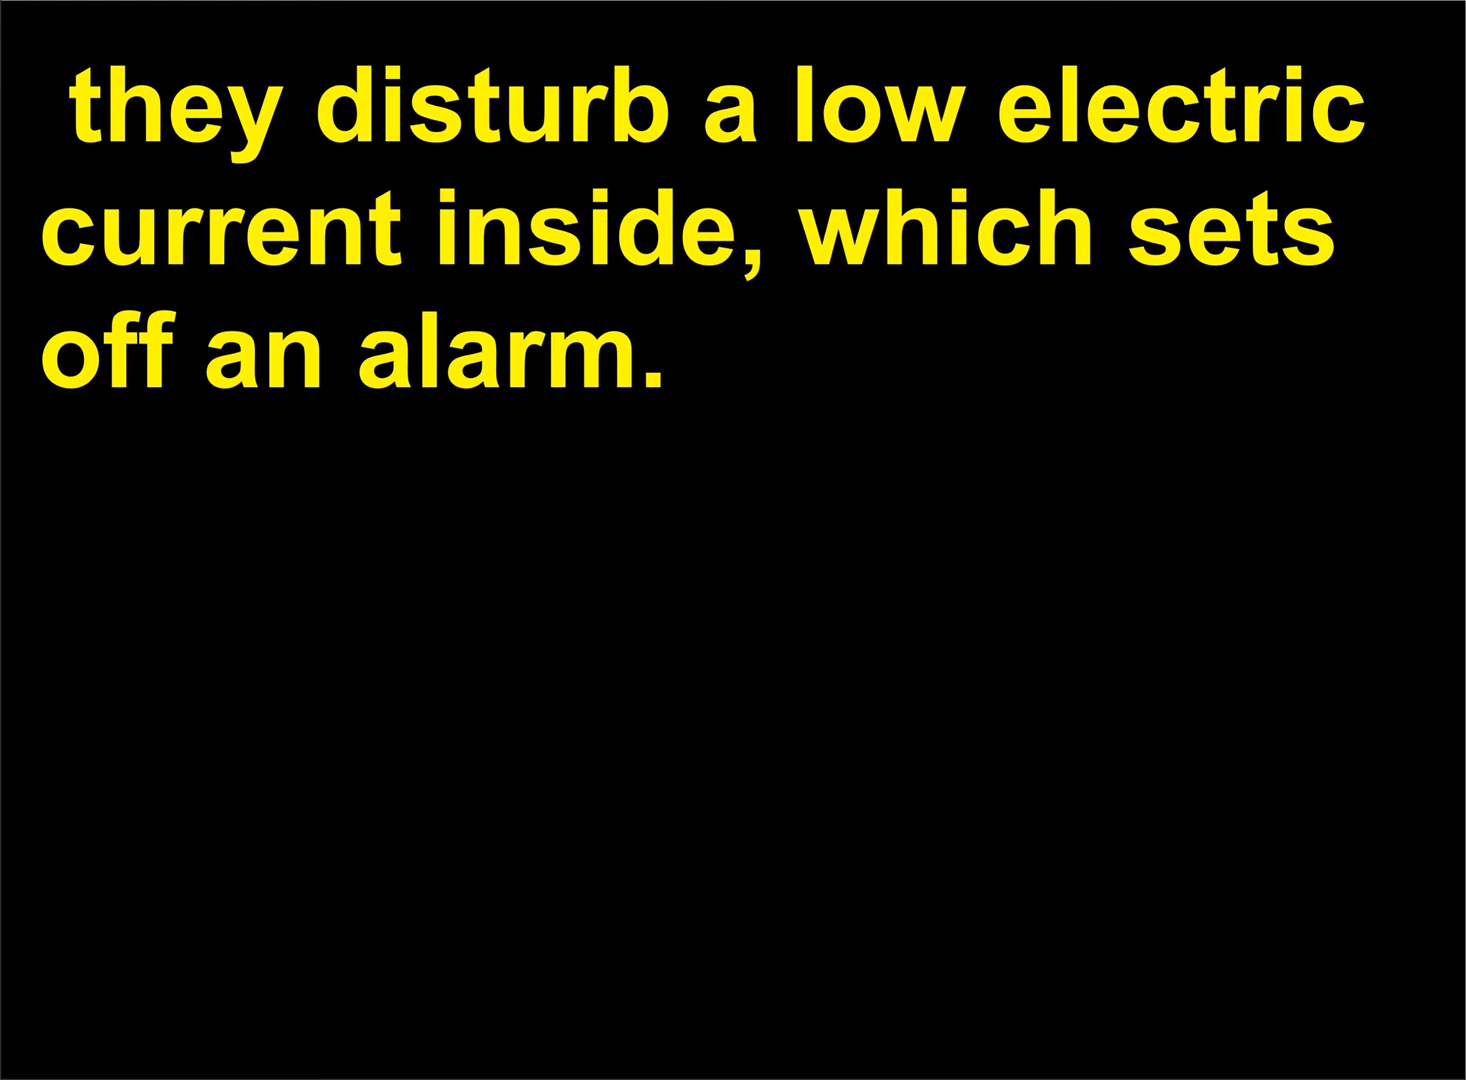 they disturb a low electric
current inside, which sets
off an alarm.